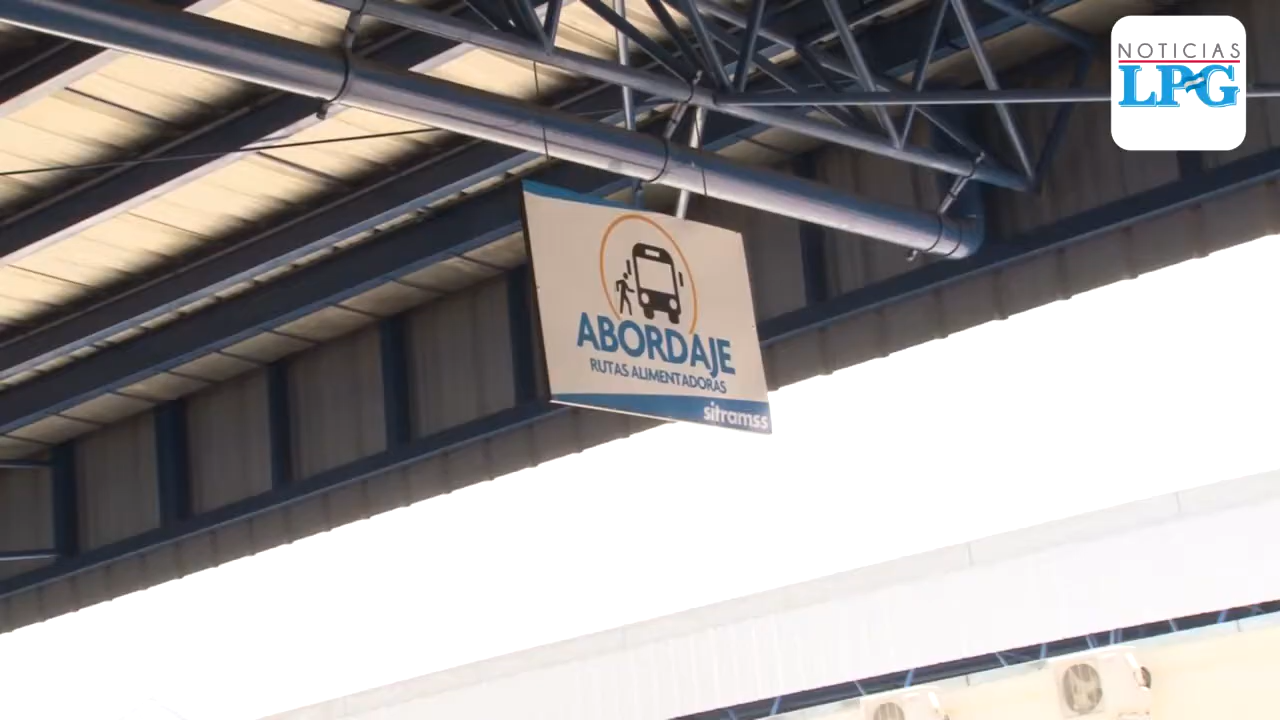 NOTICIAS
LPG
ABORDAJE
RUTAS ALIMENTADORAS
sitramss